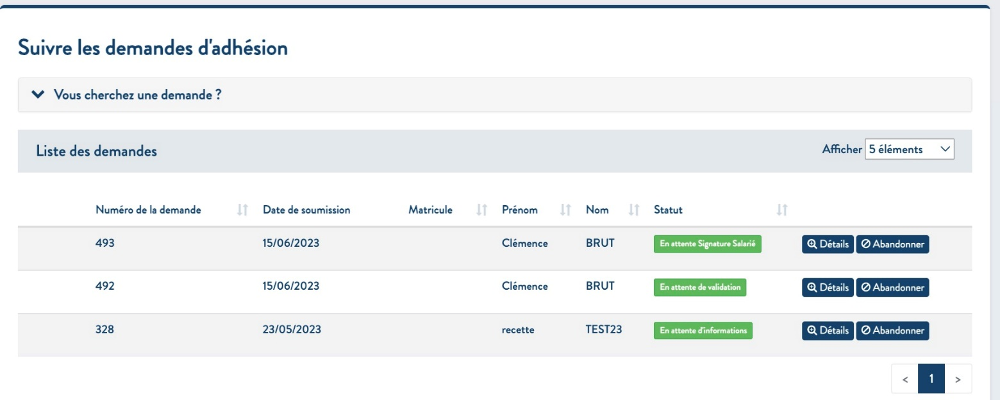 Suivre les demandes d'adhésion
Vous cherchez une demande ?
Liste des demandes Afficher 5 éléments
Numéro de la demande Date de soumission Matricule Prénom Nom Statut
493 15/06/2023 Clémence BRUT En attente Signature Salarié Détails Abandonner
492 15/06/2023 Clémence BRUT En attente de validation Détails Abandonner
328 23/05/2023 recette TEST23 En attente d'informations Détails Abandonner
< 1 >